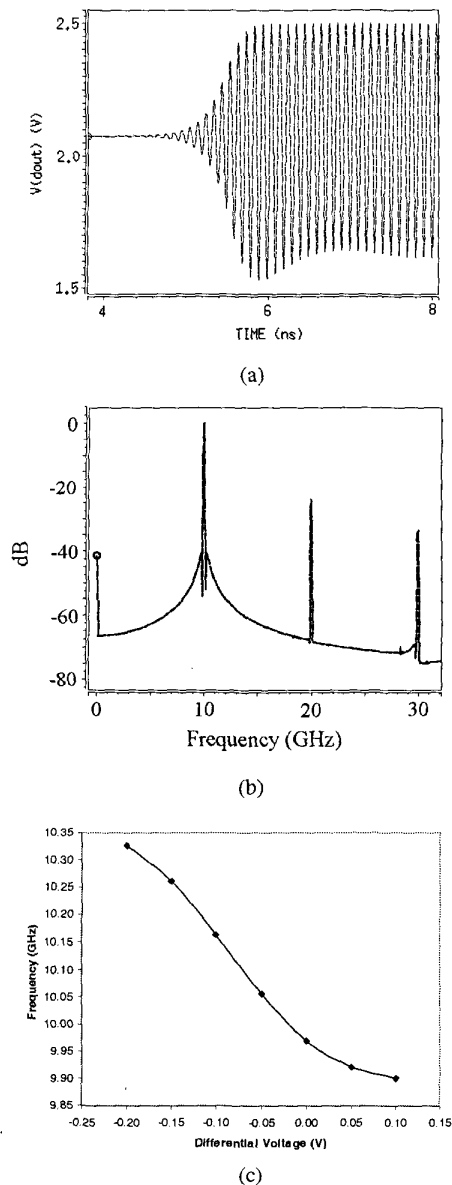 2.5
2.0
1.5
V(dout) (V)
4 6 8
TIME (ns)
(a)
0
-20
-40
-60
-80
dB
0 10 20 30
Frequency (GHz)
(b)
10.35
10.30
10.25
10.20
10.15
10.10
10.05
10.00
9.95
9.90
9.85
Frequency (GHz)
-0.25 -0.20 -0.15 -0.10 -0.05 0.00 0.05 0.10 0.15
Differential Voltage (V)
(c)